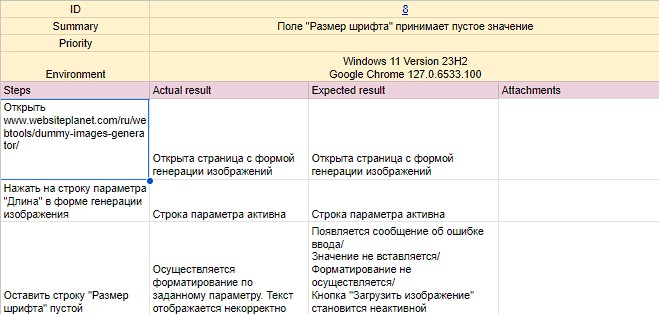 ID 8
Summary Поле "Размер шрифта" принимает пустое значение
Priority
Windows 11 Version 23H2
Environment Google Chrome 127.0.6533.100
Steps Actual result Expected result Attachments
Открыть
www.websiteplanet.com/ru/we
btools/dummy-images-genera
tor/
Открыта страница с формой
генерации изображений
Открыта страница с формой
генерации изображений
Нажать на строку параметра
"Длина" в форме генерации
изображения
Строка параметра активна
Строка параметра активна
Оставить строку "Размер
шрифта" пустой
Осуществляется
форматирование по
заданному параметру. Текст
отображается некорректно
Появляется сообщение об ошибке
ввода/
Значение не вставляется/
Форматирование не
осуществляется/
Кнопка "Загрузить изображение"
становится неактивной